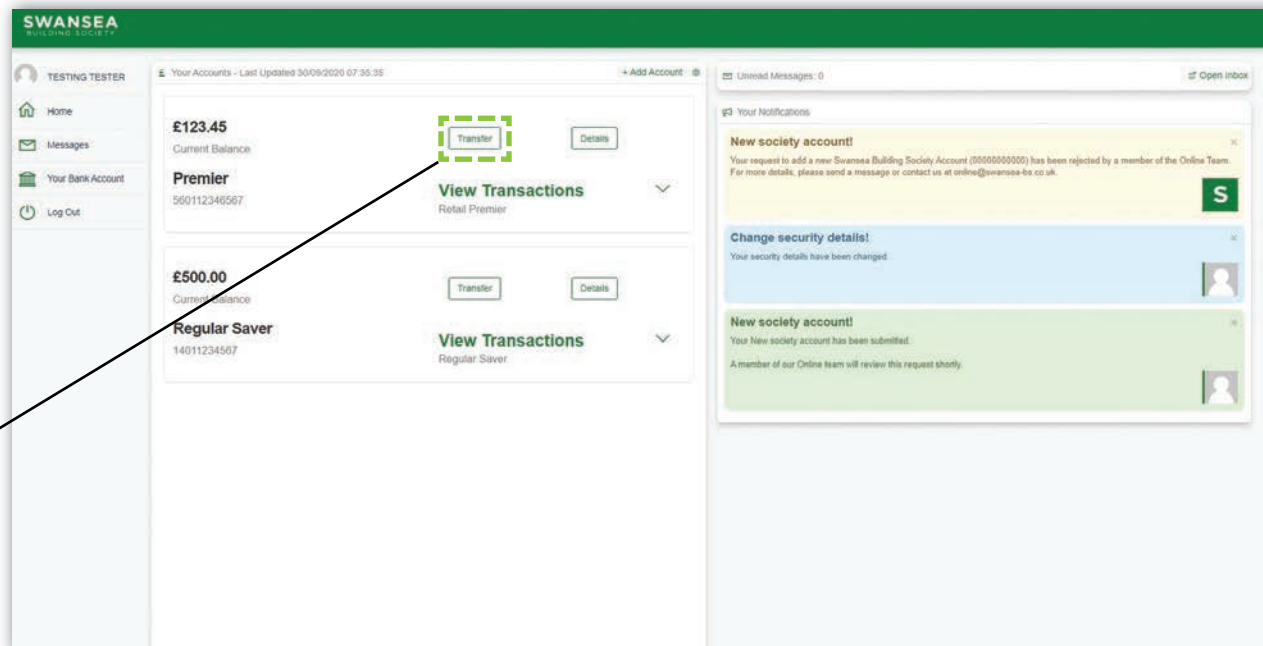 SWANSEA
BUILDING SOCIETY
TESTING TESTER
Home
Messages
Your Bank Account
Log Out
£ Your Accounts - Last Updated 30/09/2020 07:35:35
+ Add Account
£123.45
Current Balance
Transfer
Details
Premier
560112346567
View Transactions
Retail Premier
£500.00
Current Balance
Transfer
Details
Regular Saver
14011234567
View Transactions
Regular Saver
Unread Messages: 0
Open Inbox
Your Notifications
New society account!
Your request to add a new Swansea Building Society Account (00000000000) has been rejected by a member of the Online Team.
For more details, please send a message or contact us at online@swansea-bs.co.uk.
S
Change security details!
Your security details have been changed.
New society account!
Your New society account has been submitted.
A member of our Online team will review this request shortly.